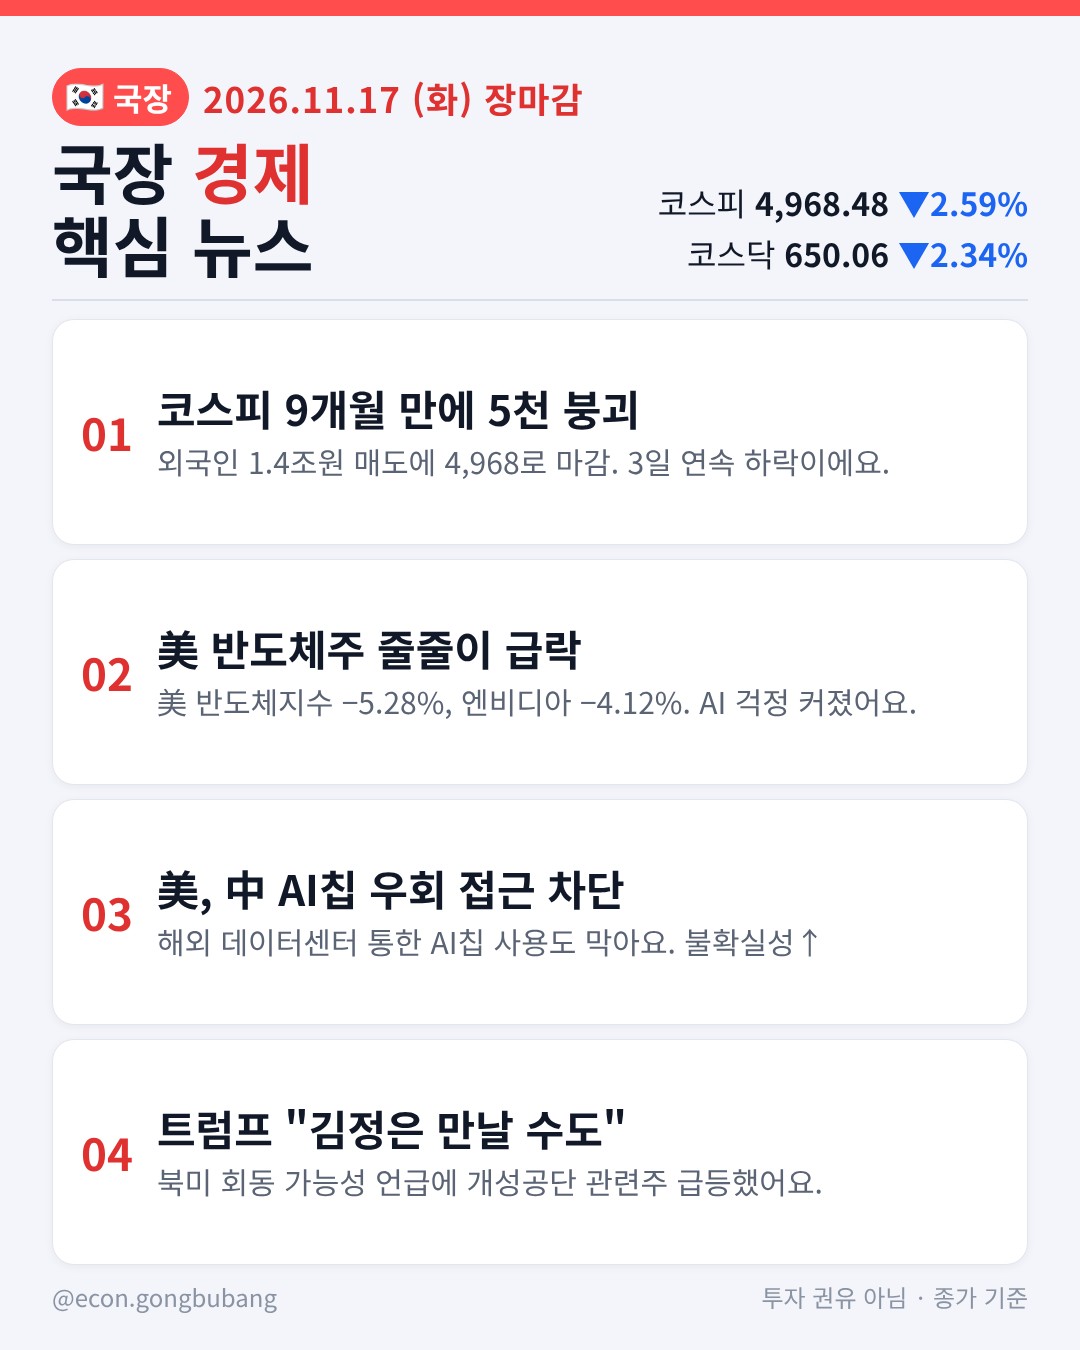 🇰🇷 국장 2026.11.17 (화) 장마감
국장 경제
핵심 뉴스
코스피 4,968.48 ▼2.59%
코스닥 650.06 ▼2.34%
01
코스피 9개월 만에 5천 붕괴
외국인 1.4조원 매도에 4,968로 마감. 3일 연속 하락이에요.
02
美 반도체주 줄줄이 급락
美 반도체지수 −5.28%, 엔비디아 −4.12%. AI 걱정 커졌어요.
03
美, 中 AI칩 우회 접근 차단
해외 데이터센터 통한 AI칩 사용도 막아요. 불확실성↑
04
트럼프 "김정은 만날 수도"
북미 회동 가능성 언급에 개성공단 관련주 급등했어요.
@econ.gongbubang
투자 권유 아님 · 종가 기준